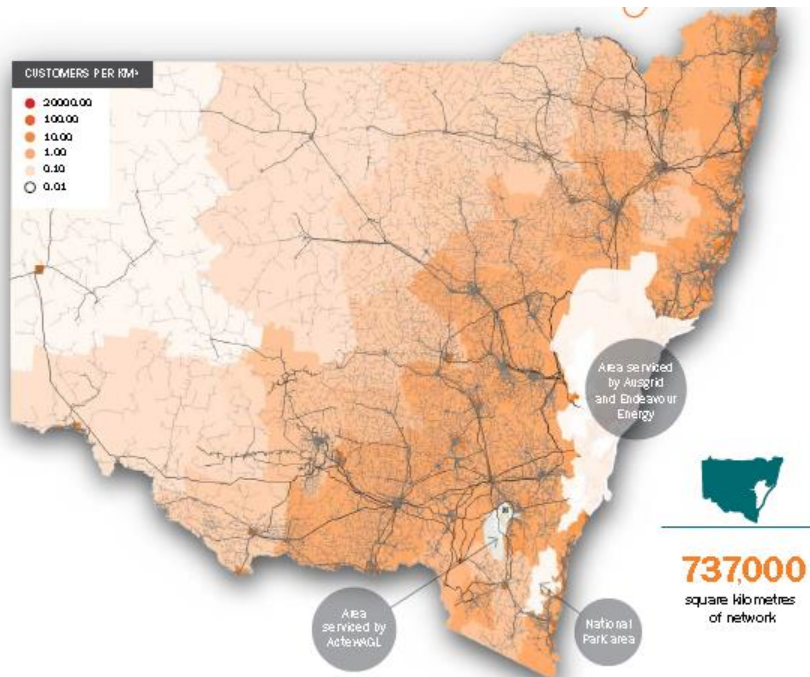 CUSTOMERS PER KM²
20000.00
100.00
10.00
1.00
0.10
0.01
Area serviced
by Ausgrid
and Endeavour
Energy
737,000
square kilometres
of network
Area
serviced by
ActewAGL
National
Park area